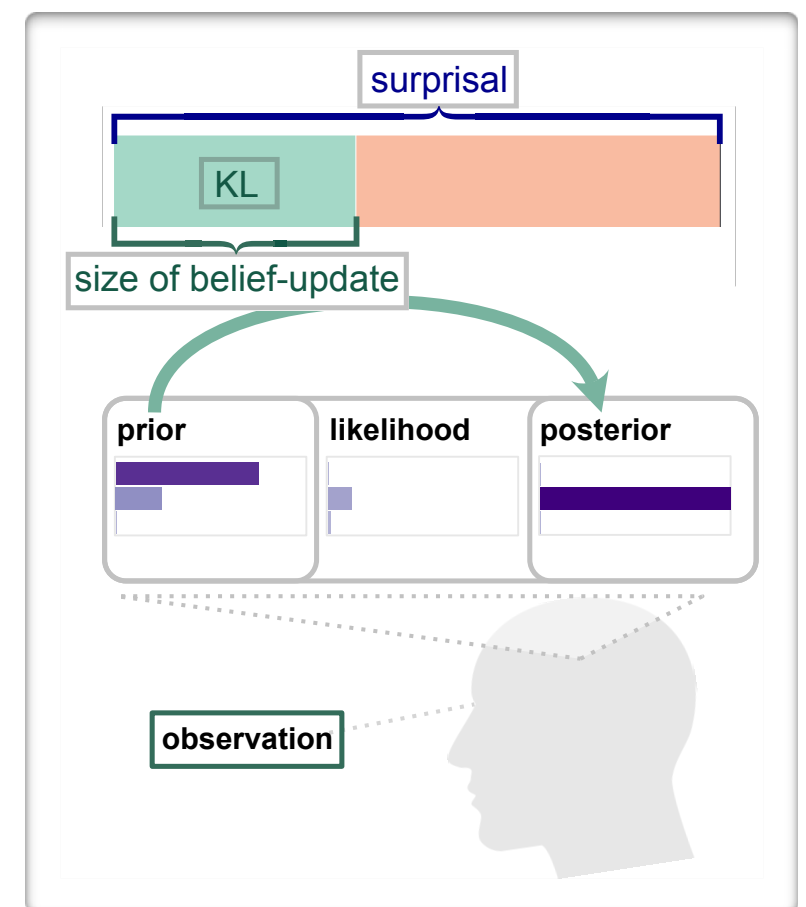 surprisal
KL
size of belief-update
prior
likelihood
posterior
observation